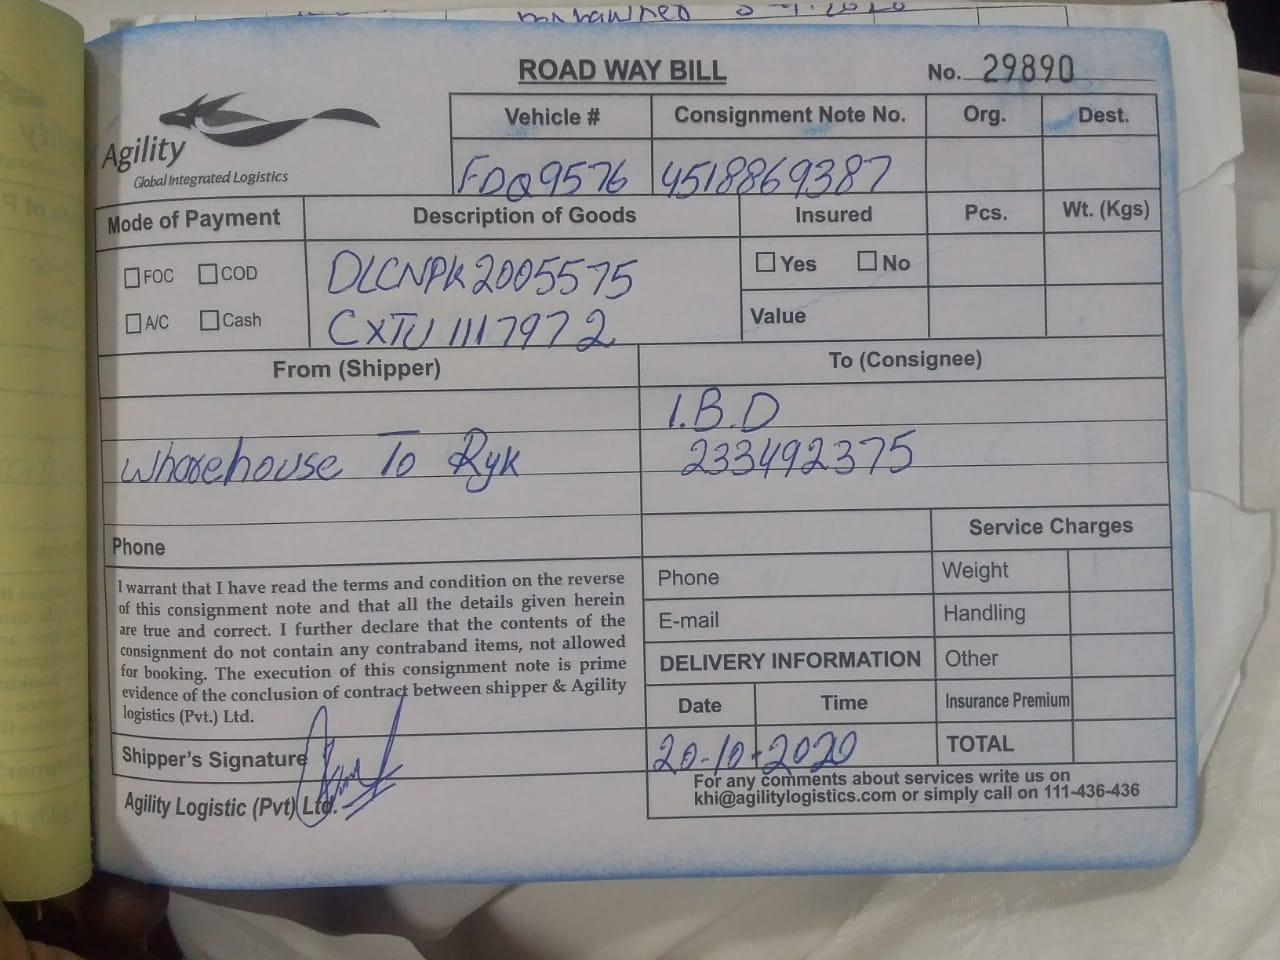 ROAD WAY BILL
No. 29890
Agility
Global Integrated Logistics
Vehicle # Consignment Note No. Org. Dest.
FDQ9576 4518869387
Mode of Payment Description of Goods Insured Pcs. Wt. (Kgs)
FOC COD DLCNPK2005575 Yes No
A/C Cash CXTU 1117972 Value
From (Shipper) To (Consignee)
I.B.D
Wharehouse To Ryk 233492375
Service Charges
Phone
Phone Weight
E-mail Handling
DELIVERY INFORMATION Other
Date Time Insurance Premium
20-10-2020 TOTAL
I warrant that I have read the terms and condition on the reverse
of this consignment note and that all the details given herein
are true and correct. I further declare that the contents of the
consignment do not contain any contraband items, not allowed
for booking. The execution of this consignment note is prime
evidence of the conclusion of contract between shipper & Agility
logistics (Pvt.) Ltd.
Shipper's Signature
Agility Logistic (Pvt) Ltd.
For any comments about services write us on
khi@agilitylogistics.com or simply call on 111-436-436